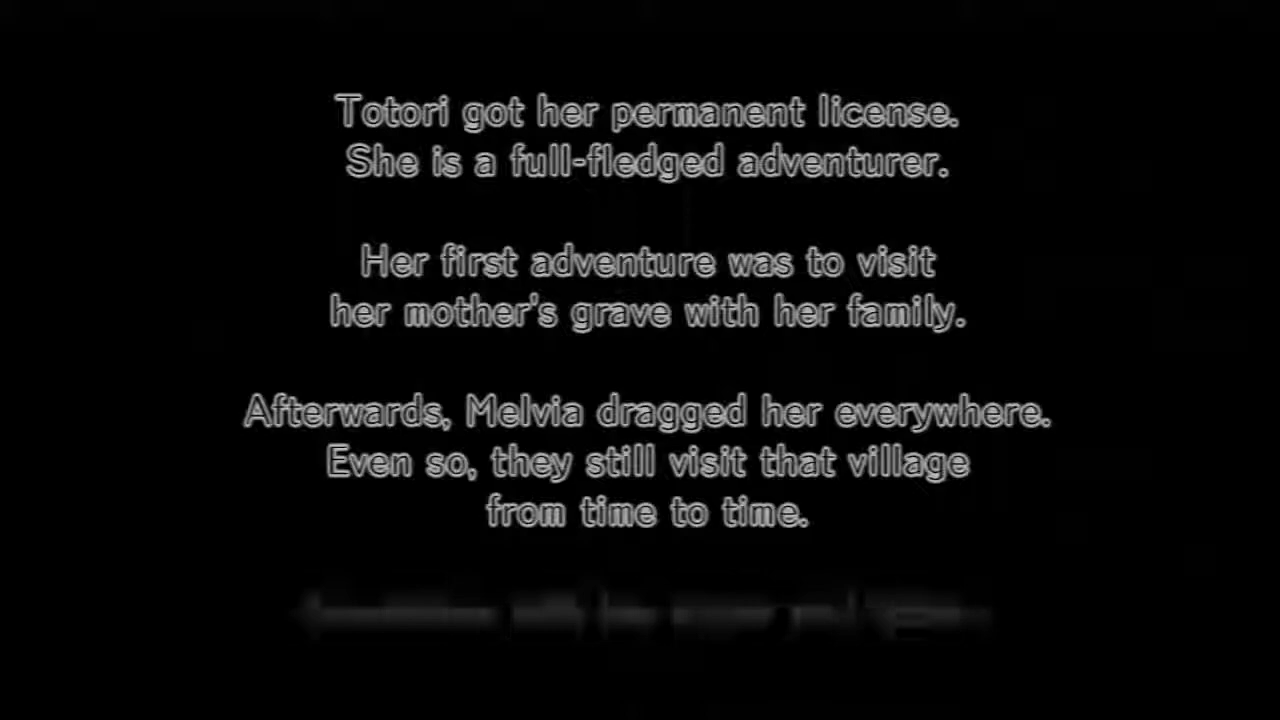 Totori got her permanent license.
She is a full-fledged adventurer.
Her first adventure was to visit
her mother's grave with her family.
Afterwards, Melvia dragged her everywhere.
Even so, they still visit that village
from time to time.